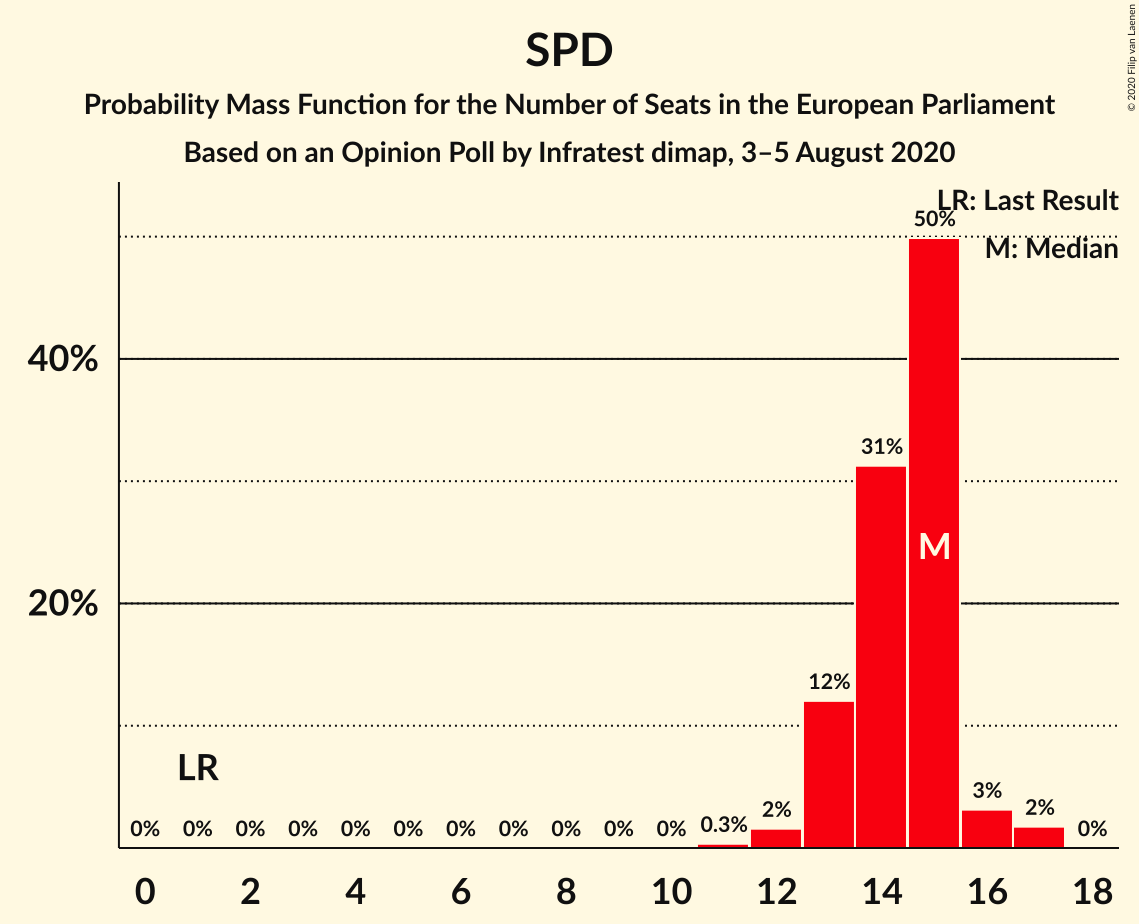 SPD
Probability Mass Function for the Number of Seats in the European Parliament
Based on an Opinion Poll by Infratest dimap, 3–5 August 2020
© 2020 Filip van Laenen
LR: Last Result
M: Median
50%
40%
31%
M
20%
12%
LR
0% 0% 0% 0% 0% 0% 0% 0% 0% 0% 0% 0.3% 2% 3% 2% 0%
0 2 4 6 8 10 12 14 16 18